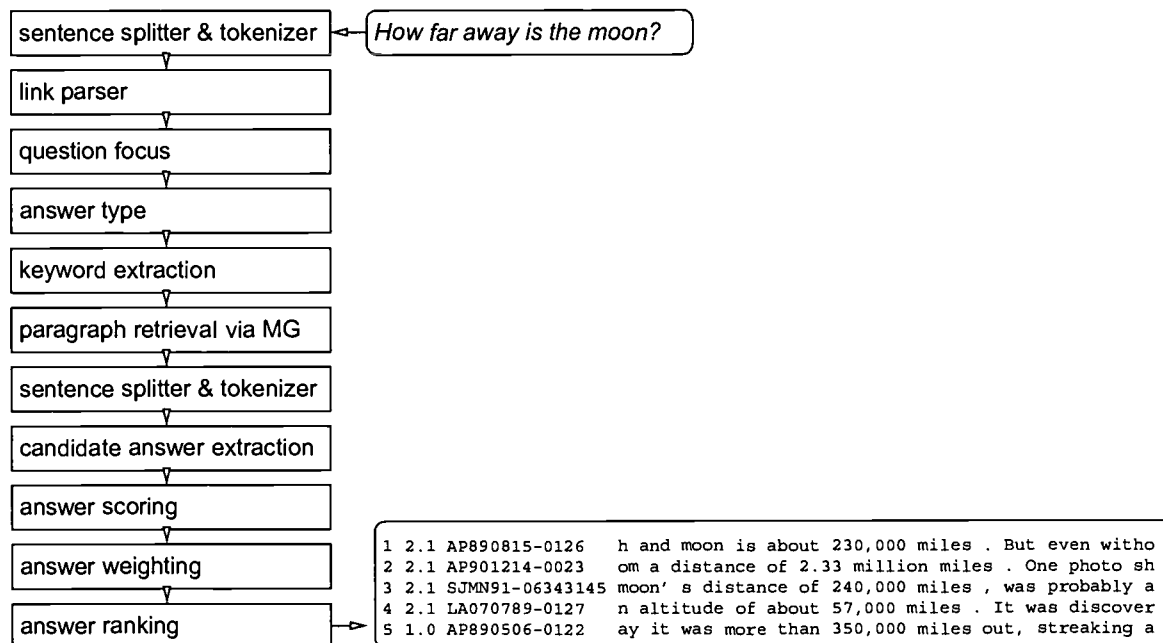 sentence splitter & tokenizer
How far away is the moon?
link parser
question focus
answer type
keyword extraction
paragraph retrieval via MG
sentence splitter & tokenizer
candidate answer extraction
answer scoring
answer weighting
answer ranking
1 2.1 AP890815-0126 h and moon is about 230,000 miles . But even witho
2 2.1 AP901214-0023 om a distance of 2.33 million miles . One photo sh
3 2.1 SJMN91-06343145 moon' s distance of 240,000 miles , was probably a
4 2.1 LA070789-0127 n altitude of about 57,000 miles . It was discover
5 1.0 AP890506-0122 ay it was more than 350,000 miles out, streaking a